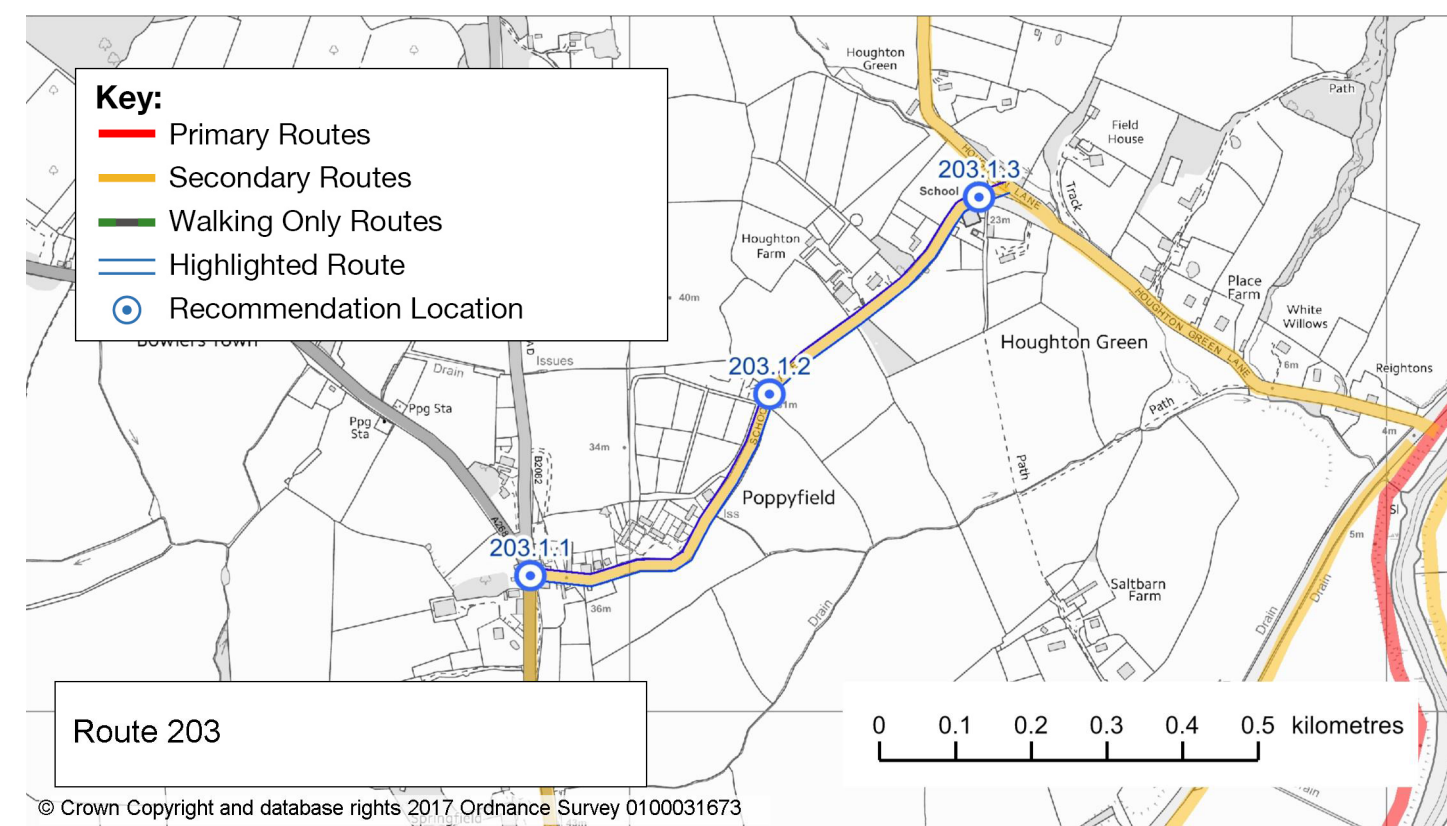 Key:
Primary Routes
Secondary Routes
Walking Only Routes
Highlighted Route
Recommendation Location
Houghton
Green
Path
Field
House
203.1.3
School
LANE
Track
23m
Houghton
Farm
Place
Farm
40m
HOUGHTON GREEN LANE
White
Willows
Houghton Green
6m
Reightons
Issues
Drain
203.1.2
Ppg Sta
Ppg
Sta
Path
4m
34m
B2082
Path
Poppyfield
Iss
5m
203.1.1
Saltbarn
Farm
36m
Drain
Drain
Drain
Route 203
0 0.1 0.2 0.3 0.4 0.5 kilometres
© Crown Copyright and database rights 2017 Ordnance Survey 0100031673